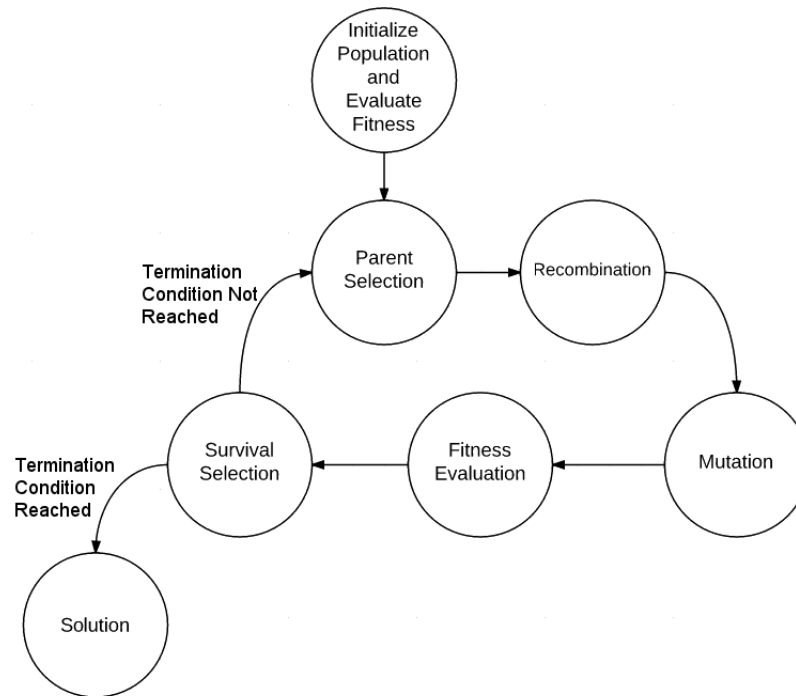 Initialize
Population
and
Evaluate
Fitness
Parent
Selection
Recombination
Termination
Condition Not
Reached
Survival
Selection
Fitness
Evaluation
Mutation
Termination
Condition
Reached
Solution